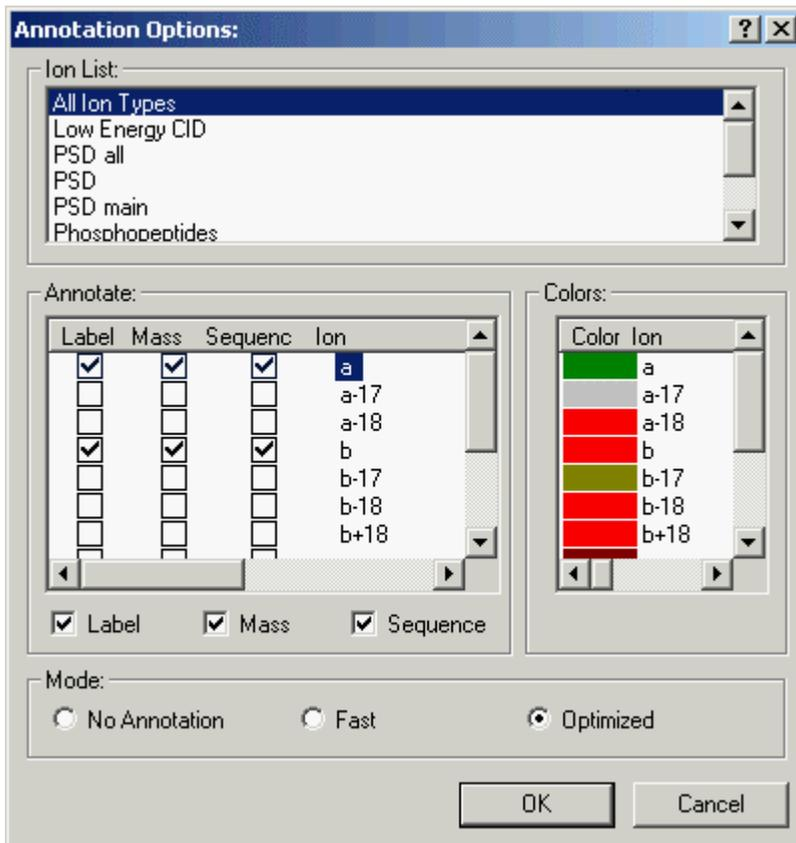 Annotation Options:
Ion List:
All Ion Types
Low Energy CID
PSD all
PSD
PSD main
Phosphopeptides
Annotate:
Label Mass Sequenc Ion
a
a-17
a-18
b
b-17
b-18
b+18
Label Mass Sequence
Colors:
Color Ion
a
a-17
a-18
b
b-17
b-18
b+18
Mode:
No Annotation Fast Optimized
OK Cancel